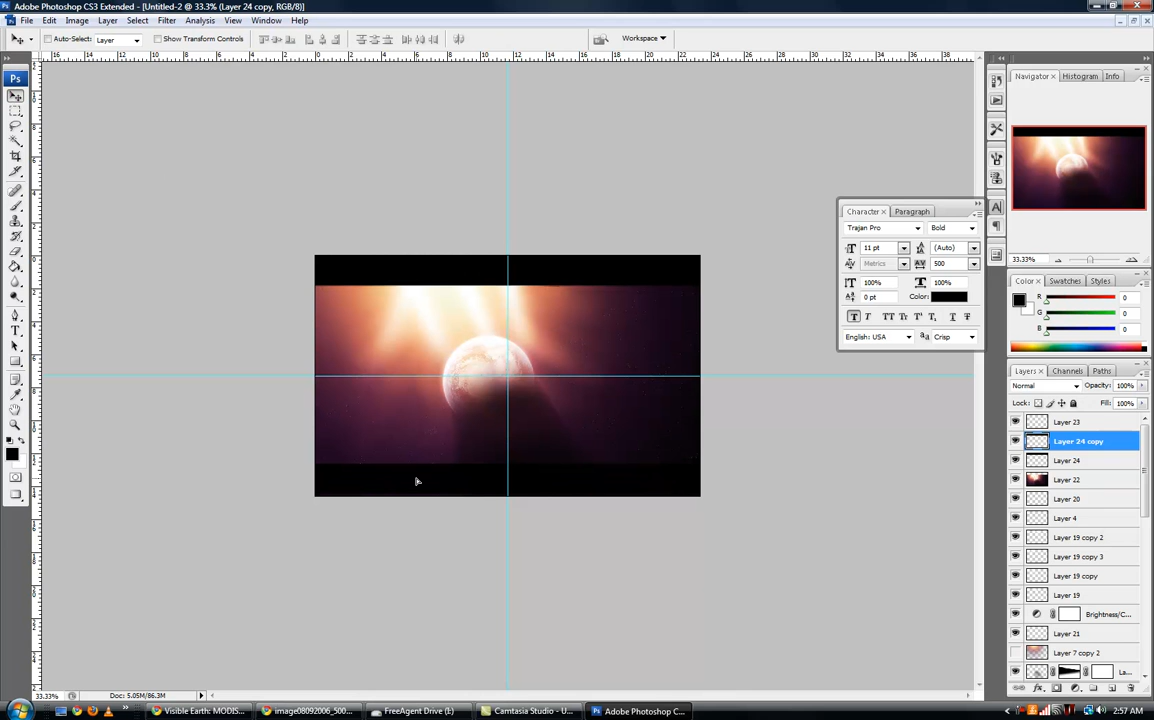 Adobe Photoshop CS3 Extended - [Untitled-2 @ 33.3% (Layer 24 copy, RGB/8)]
File Edit Image Layer Select Filter Analysis View Window Help
Auto-Select: Layer Show Transform Controls Workspace
Ps
Navigator Histogram Info
33.33%
Character Paragraph
Trajan Pro Bold
11 pt (Auto)
Metrics 500
100% 100%
0 pt Color:
English: USA Crisp
Color Swatches Styles
R 0
G 0
B 0
Layers Channels Paths
Normal Opacity: 100%
Lock: Fill: 100%
Layer 23
Layer 24 copy
Layer 24
Layer 22
Layer 20
Layer 4
Layer 19 copy 2
Layer 19 copy 3
Layer 19 copy
Layer 19
Brightness/C...
Layer 21
Layer 7 copy 2
La...
33.33% Doc: 5.05M/86.3M
Visible Earth: MODIS... image08092006_500... FreeAgent Drive (I:) Camtasia Studio - U... Adobe Photoshop C... 2:57 AM